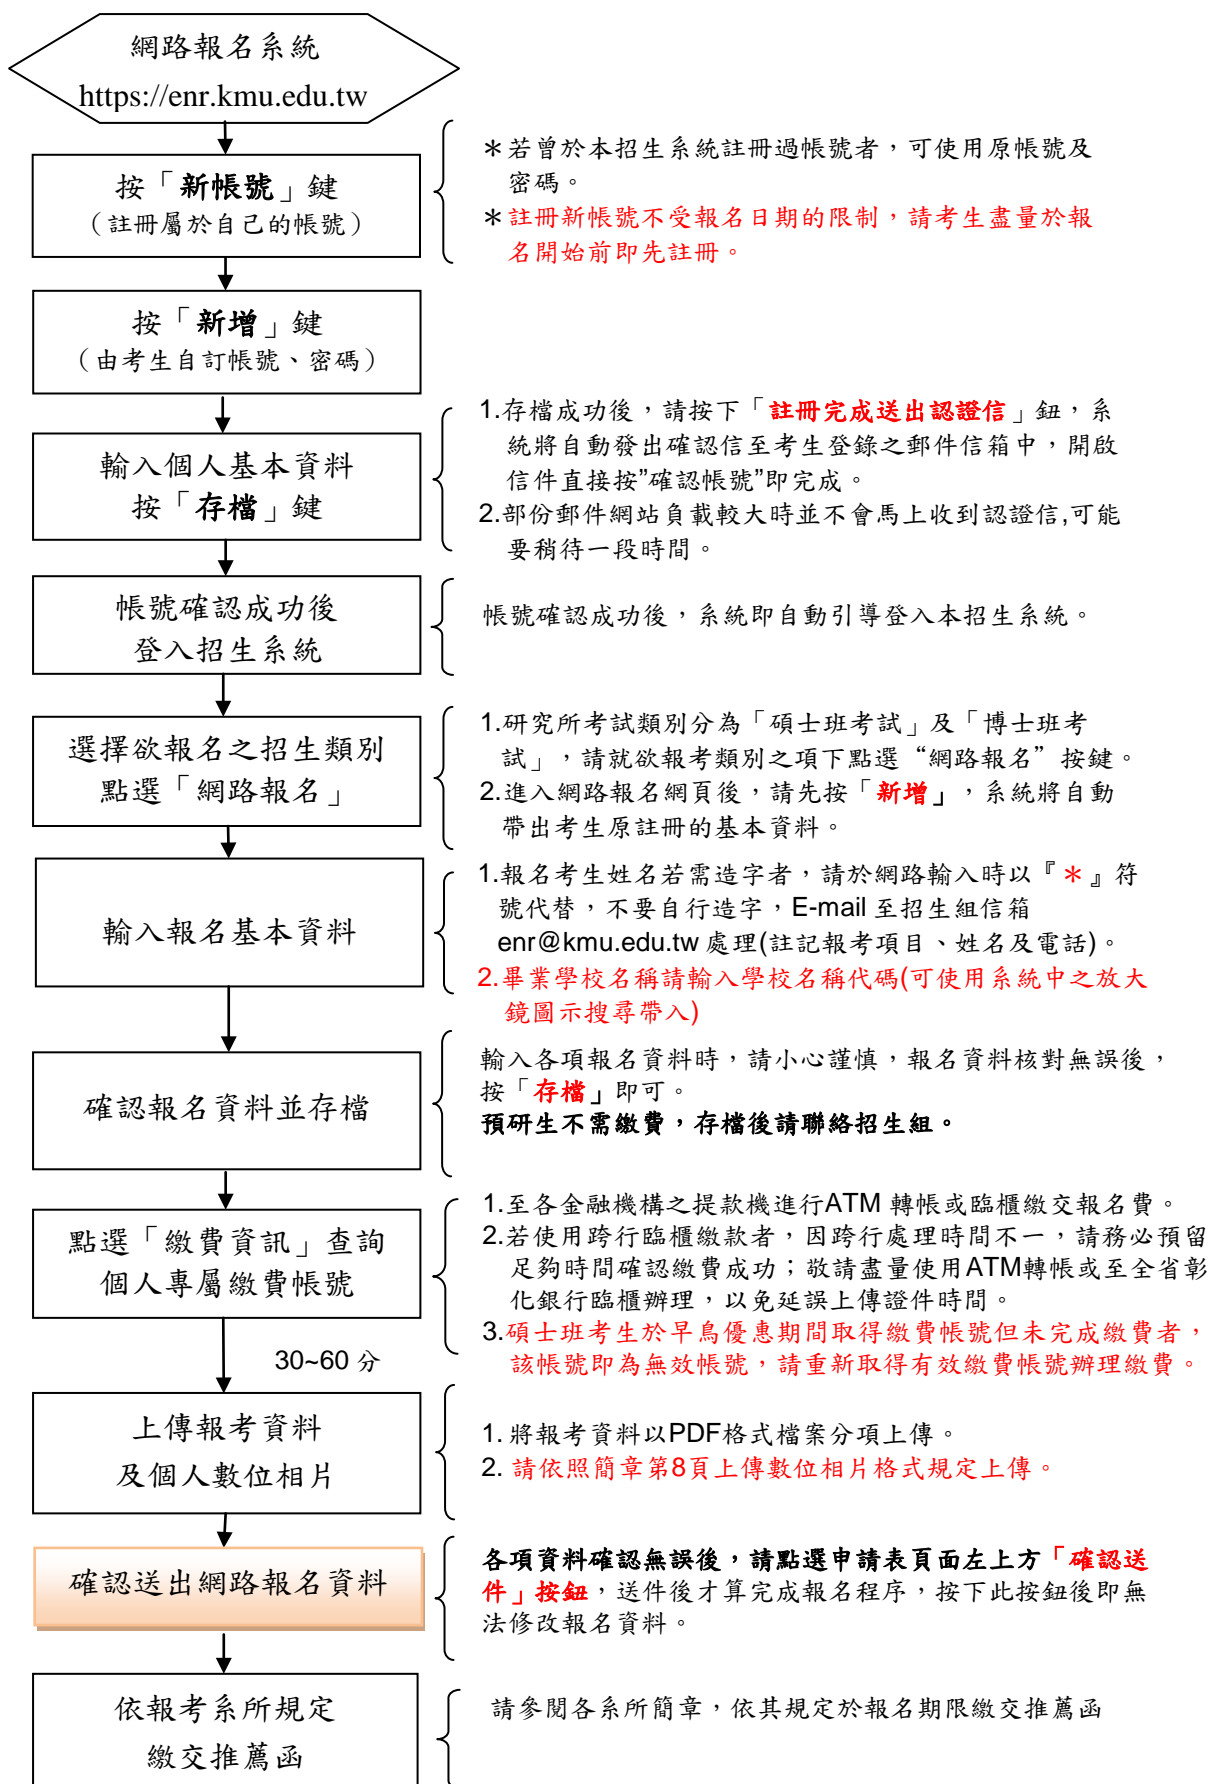 網路報名系統
https://enr.kmu.edu.tw
按「新帳號」鍵
（註冊屬於自己的帳號）
＊若曾於本招生系統註冊過帳號者，可使用原帳號及
密碼。
＊註冊新帳號不受報名日期的限制，請考生盡量於報
名開始前即先註冊。
按「新增」鍵
（由考生自訂帳號、密碼）
輸入個人基本資料
按「存檔」鍵
1.存檔成功後，請按下「註冊完成送出認證信」鈕，系
統將自動發出確認信至考生登錄之郵件信箱中，開啟
信件直接按"確認帳號"即完成。
2.部份郵件網站負載較大時並不會馬上收到認證信,可能
要稍待一段時間。
帳號確認成功後
登入招生系統
帳號確認成功後，系統即自動引導登入本招生系統。
選擇欲報名之招生類別
點選「網路報名」
1.研究所考試類別分為「碩士班考試」及「博士班考
試」，請就欲報考類別之項下點選“網路報名”按鍵。
2.進入網路報名網頁後，請先按「新增」，系統將自動
帶出考生原註冊的基本資料。
輸入報名基本資料
1.報名考生姓名若需造字者，請於網路輸入時以『＊』符
號代替，不要自行造字，E-mail 至招生組信箱
enr@kmu.edu.tw 處理(註記報考項目、姓名及電話)。
2.畢業學校名稱請輸入學校名稱代碼(可使用系統中之放大
鏡圖示搜尋帶入)
確認報名資料並存檔
輸入各項報名資料時，請小心謹慎，報名資料核對無誤後，
按「存檔」即可。
預研生不需繳費，存檔後請聯絡招生組。
點選「繳費資訊」查詢
個人專屬繳費帳號
1.至各金融機構之提款機進行ATM 轉帳或臨櫃繳交報名費。
2.若使用跨行臨櫃繳款者，因跨行處理時間不一，請務必預留
足夠時間確認繳費成功；敬請盡量使用ATM轉帳或至全省彰
化銀行臨櫃辦理，以免延誤上傳證件時間。
3.碩士班考生於早鳥優惠期間取得繳費帳號但未完成繳費者，
該帳號即為無效帳號，請重新取得有效繳費帳號辦理繳費。
30~60 分
上傳報考資料
及個人數位相片
1. 將報考資料以PDF格式檔案分項上傳。
2. 請依照簡章第8頁上傳數位相片格式規定上傳。
確認送出網路報名資料
各項資料確認無誤後，請點選申請表頁面左上方「確認送
件」按鈕，送件後才算完成報名程序，按下此按鈕後即無
法修改報名資料。
依報考系所規定
繳交推薦函
請參閱各系所簡章，依其規定於報名期限繳交推薦函